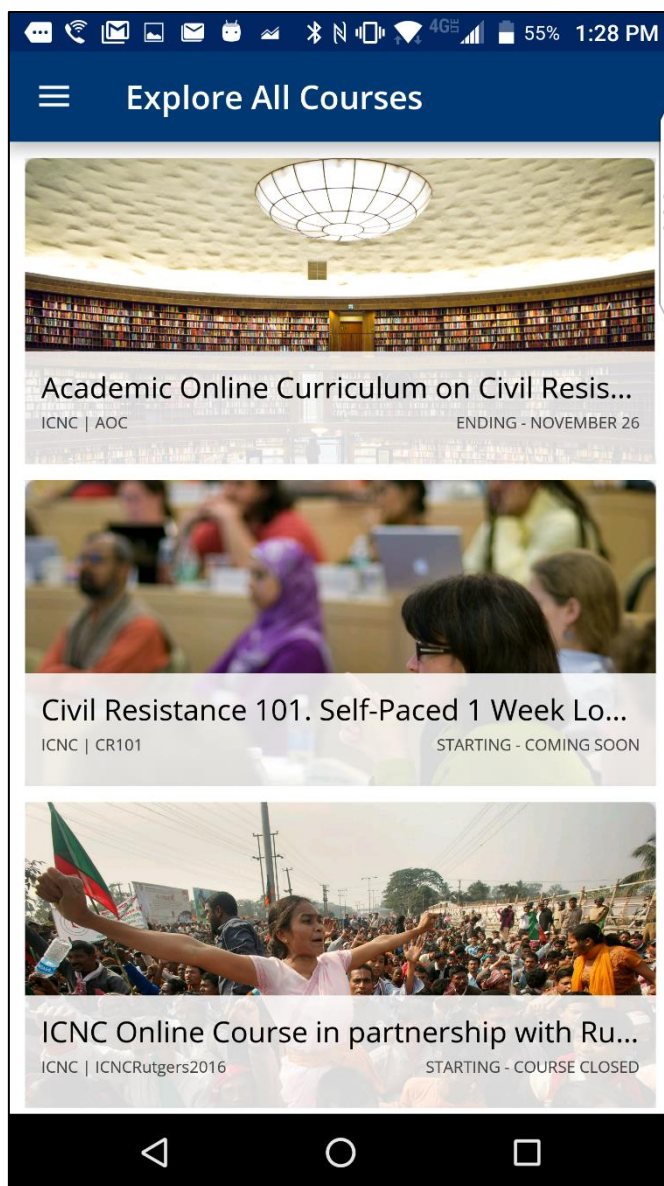 4G
55% 1:28 PM
Explore All Courses
Academic Online Curriculum on Civil Resis...
ICNC | AOC ENDING - NOVEMBER 26
Civil Resistance 101. Self-Paced 1 Week Lo...
ICNC | CR101 STARTING - COMING SOON
ICNC Online Course in partnership with Ru...
ICNC | ICNCRutgers2016 STARTING - COURSE CLOSED